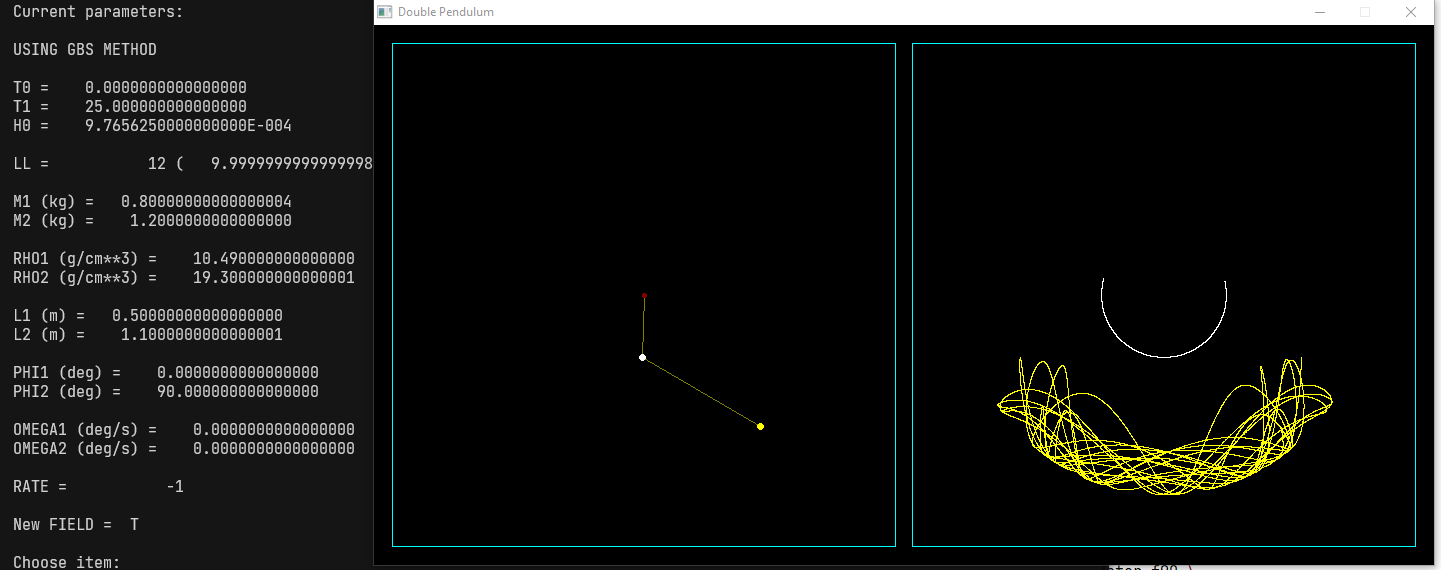 Current parameters:
Double Pendulum
USING GBS METHOD
T0 =    0.0000000000000000
T1 =    25.000000000000000
H0 =    9.7656250000000000E-004
LL =           12 (   9.9999999999999998
M1 (kg) =   0.80000000000000004
M2 (kg) =    1.2000000000000000
RHO1 (g/cm**3) =    10.490000000000000
RHO2 (g/cm**3) =    19.300000000000001
L1 (m) =   0.50000000000000000
L2 (m) =    1.1000000000000001
PHI1 (deg) =    0.0000000000000000
PHI2 (deg) =    90.000000000000000
OMEGA1 (deg/s) =    0.0000000000000000
OMEGA2 (deg/s) =    0.0000000000000000
RATE =           -1
New FIELD =  T
Choose item: